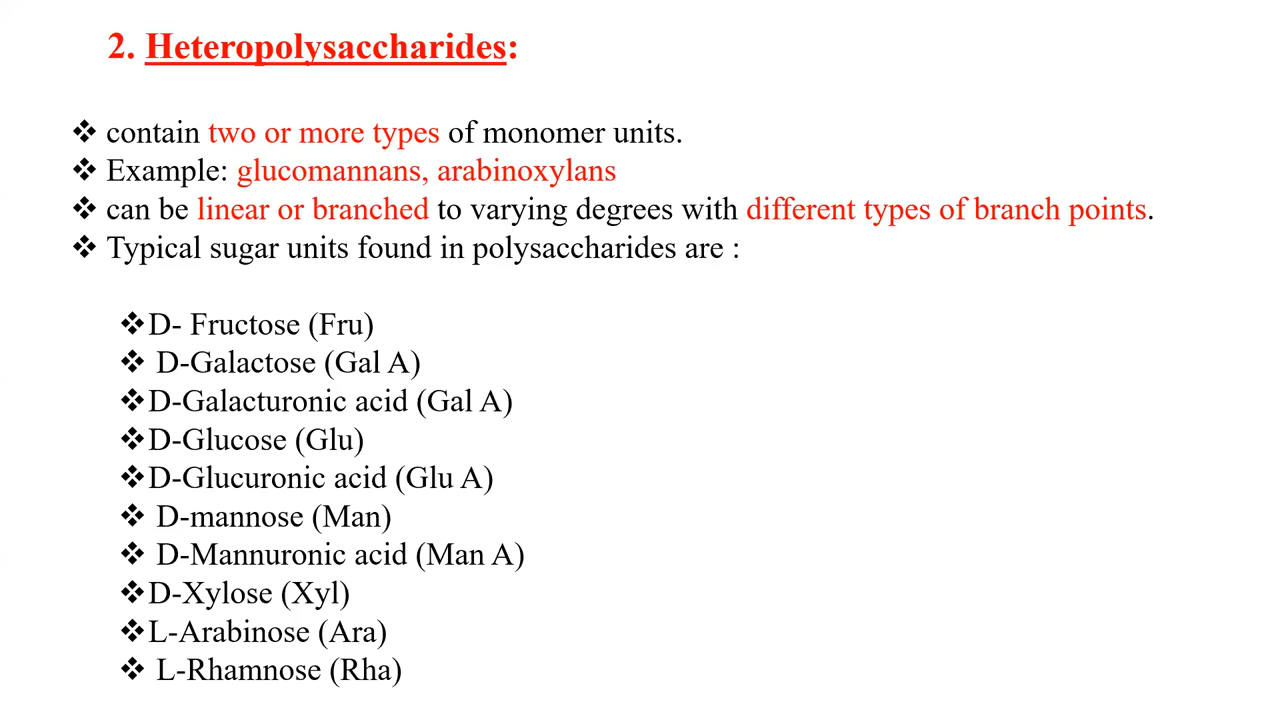 2. Heteropolysaccharides:
❖ contain two or more types of monomer units.
❖ Example: glucomannans, arabinoxylans
❖ can be linear or branched to varying degrees with different types of branch points.
❖ Typical sugar units found in polysaccharides are :
❖D- Fructose (Fru)
❖ D-Galactose (Gal A)
❖D-Galacturonic acid (Gal A)
❖D-Glucose (Glu)
❖D-Glucuronic acid (Glu A)
❖ D-mannose (Man)
❖ D-Mannuronic acid (Man A)
❖D-Xylose (Xyl)
❖L-Arabinose (Ara)
❖ L-Rhamnose (Rha)